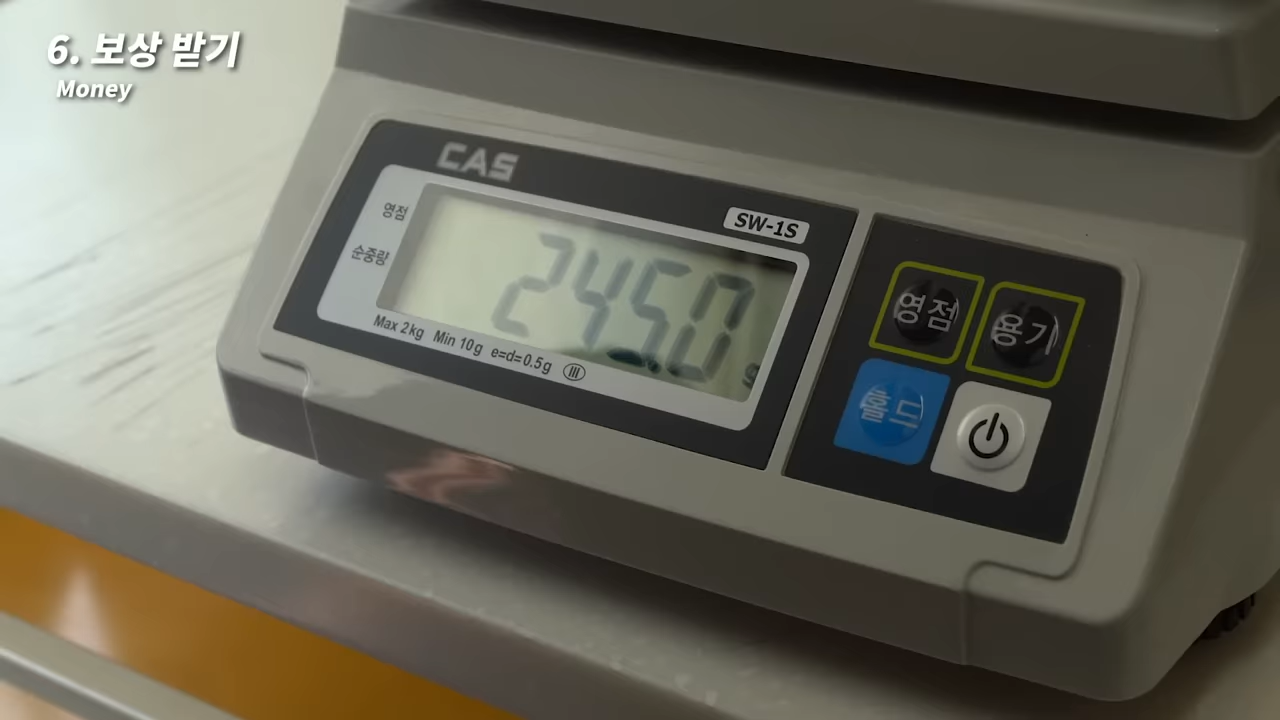 6. 보상 받기
Money
CAS
SW-1S
영점
순중량
245.0 g
Max 2kg Min 10g e=d=0.5g III
영점
용기
홀드